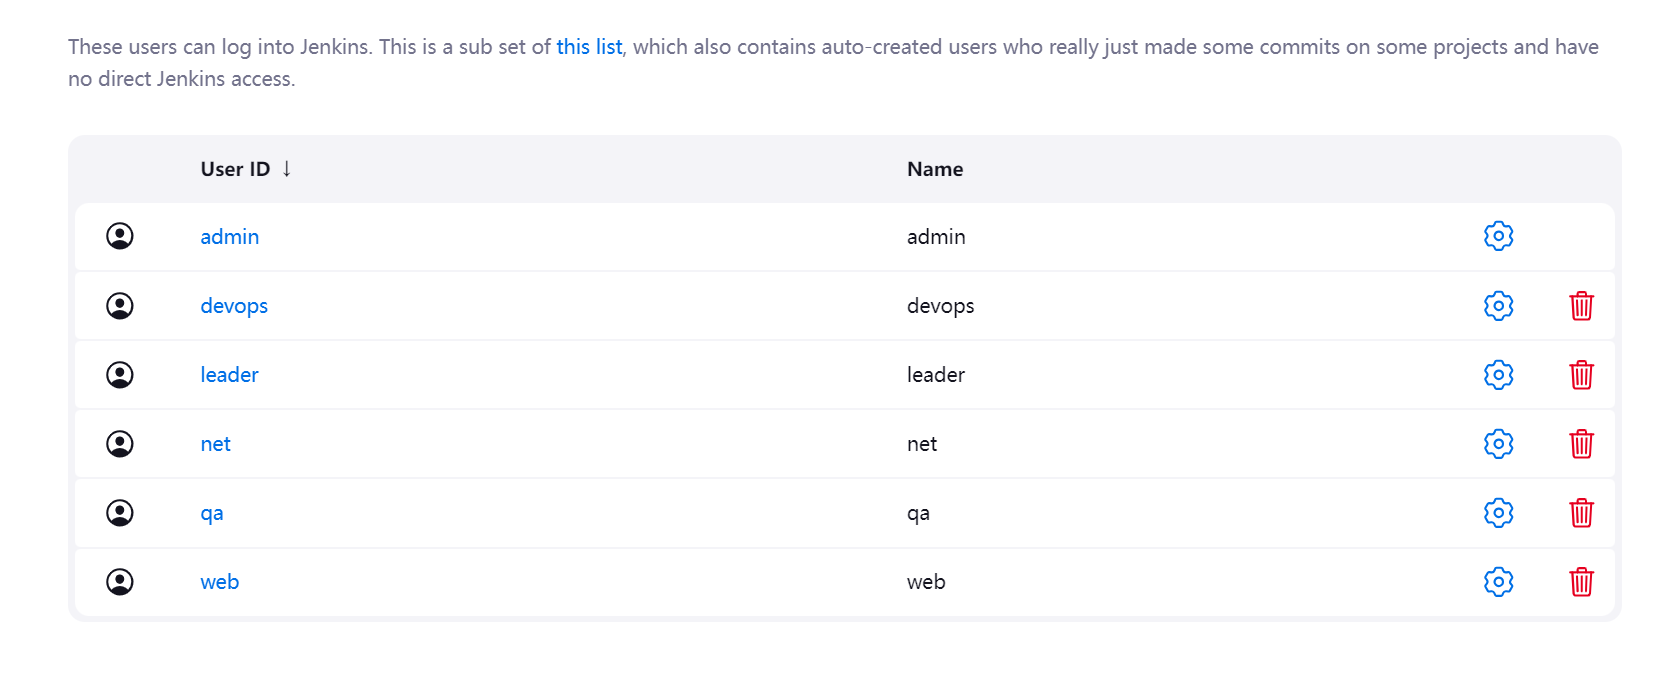 These users can log into Jenkins. This is a sub set of this list, which also contains auto-created users who really just made some commits on some projects and have
no direct Jenkins access.
User ID ↓ Name
admin admin
devops devops
leader leader
net net
qa qa
web web